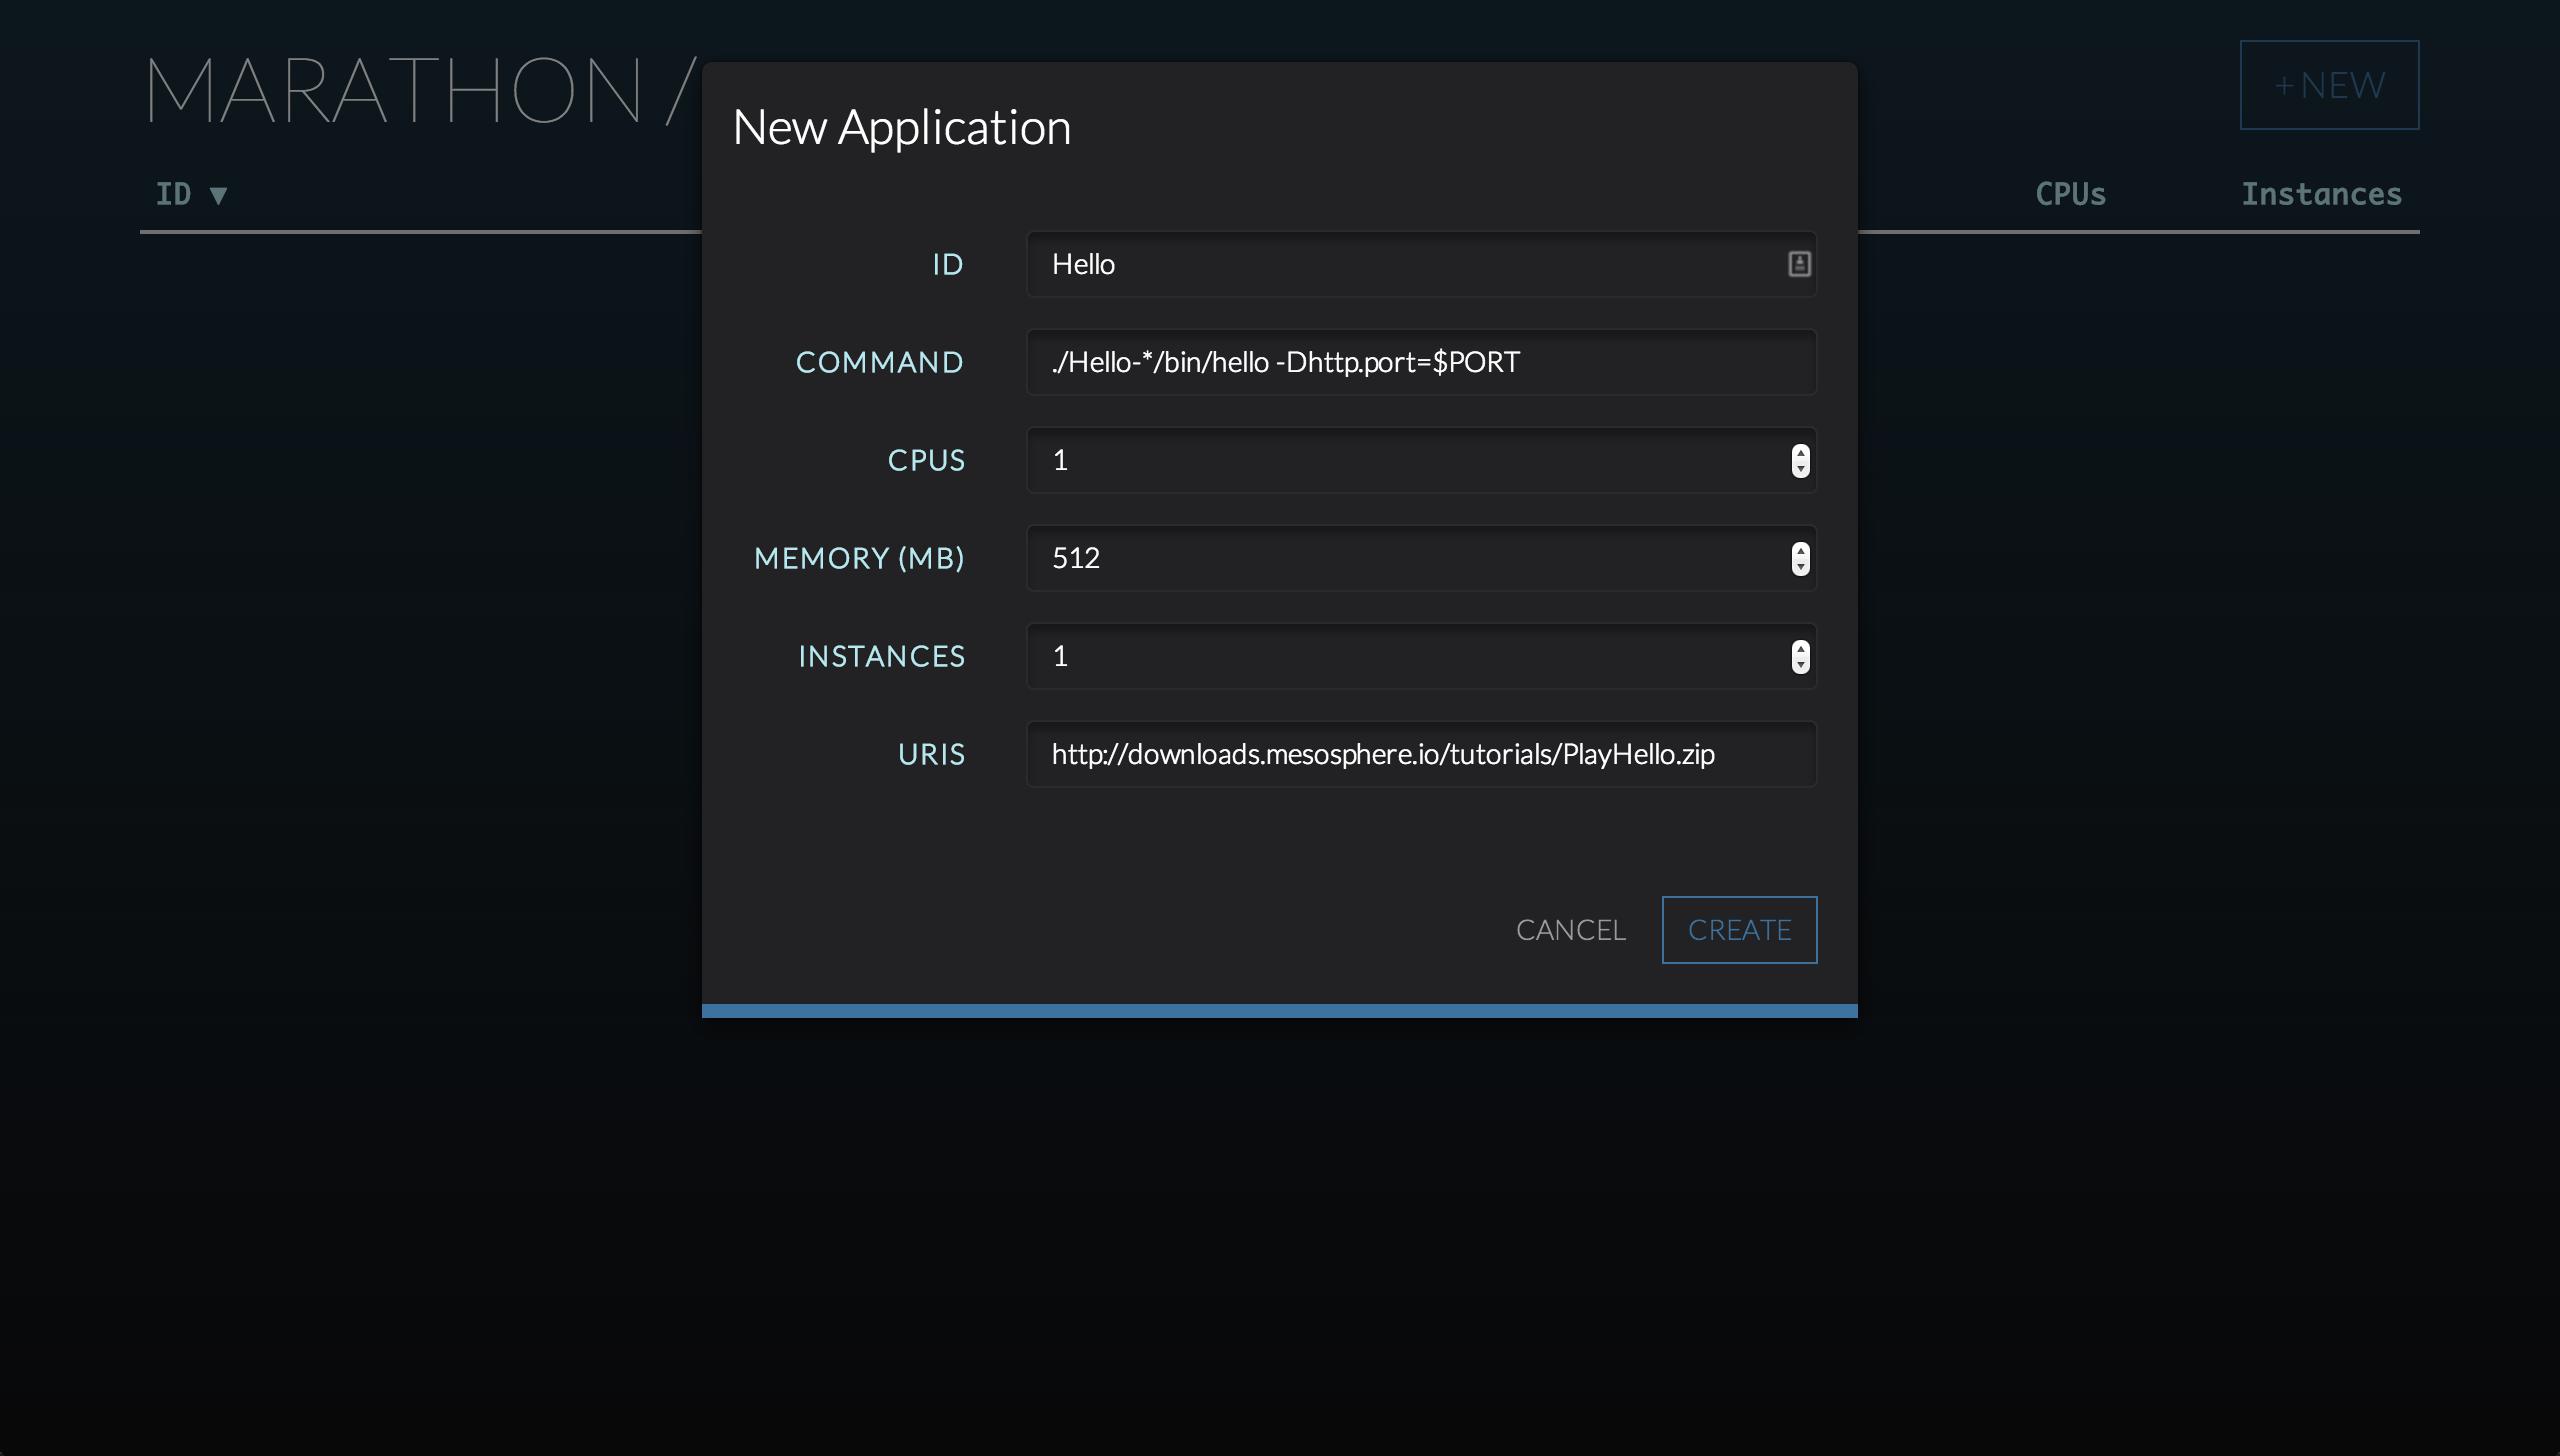 MARATHON /
+ NEW
ID ▼
CPUs
Instances
New Application
ID
Hello
COMMAND
./Hello-*/bin/hello -Dhttp.port=$PORT
CPUS
1
MEMORY (MB)
512
INSTANCES
1
URIS
http://downloads.mesosphere.io/tutorials/PlayHello.zip
CANCEL
CREATE